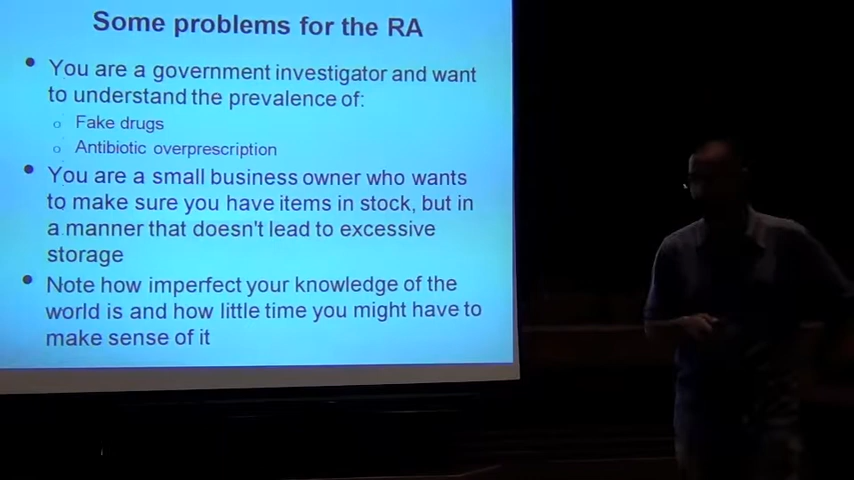 Some problems for the RA
• You are a government investigator and want
to understand the prevalence of:
o Fake drugs
o Antibiotic overprescription
• You are a small business owner who wants
to make sure you have items in stock, but in
a manner that doesn't lead to excessive
storage
• Note how imperfect your knowledge of the
world is and how little time you might have to
make sense of it